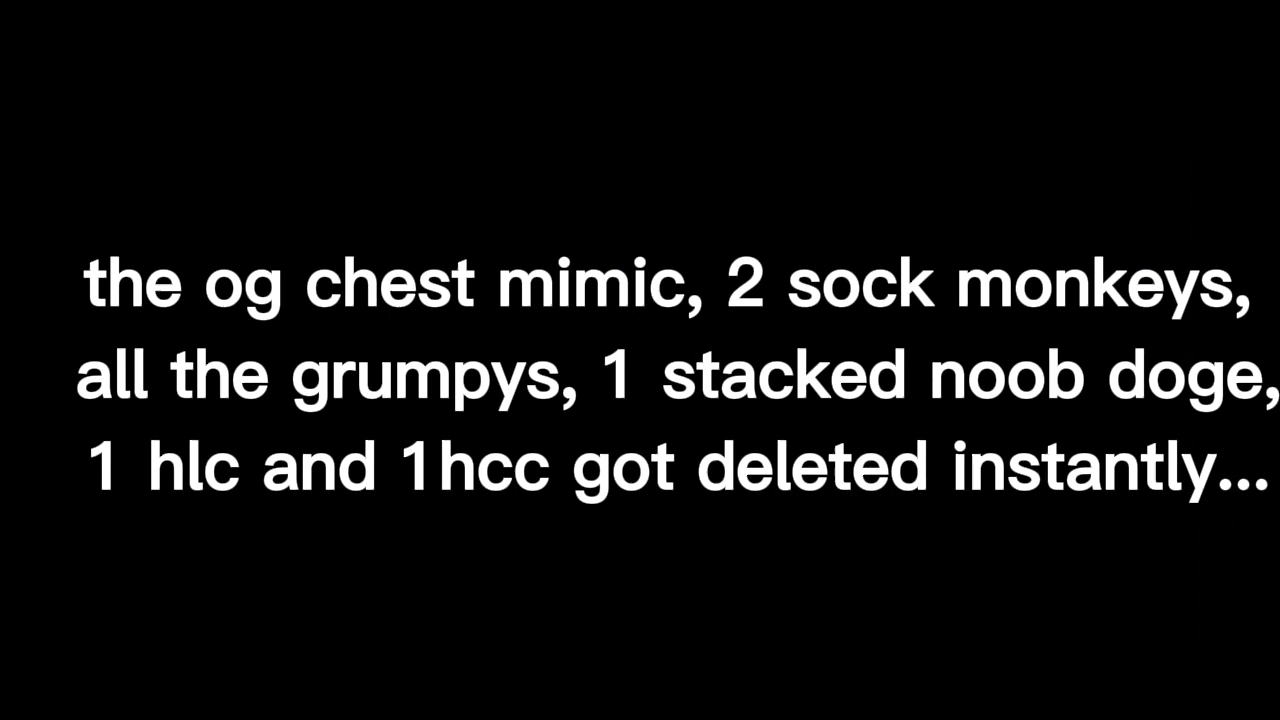 the og chest mimic, 2 sock monkeys,
all the grumpys, 1 stacked noob doge,
1 hlc and 1hcc got deleted instantly...